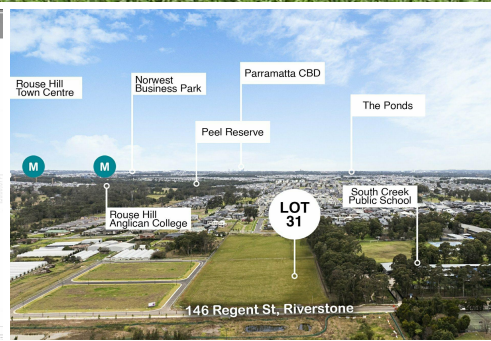 Rouse Hill
Town Centre
Norwest
Business Park
Parramatta CBD
The Ponds
Peel Reserve
M
M
Rouse Hill
Anglican College
LOT
31
South Creek
Public School
146 Regent St, Riverstone